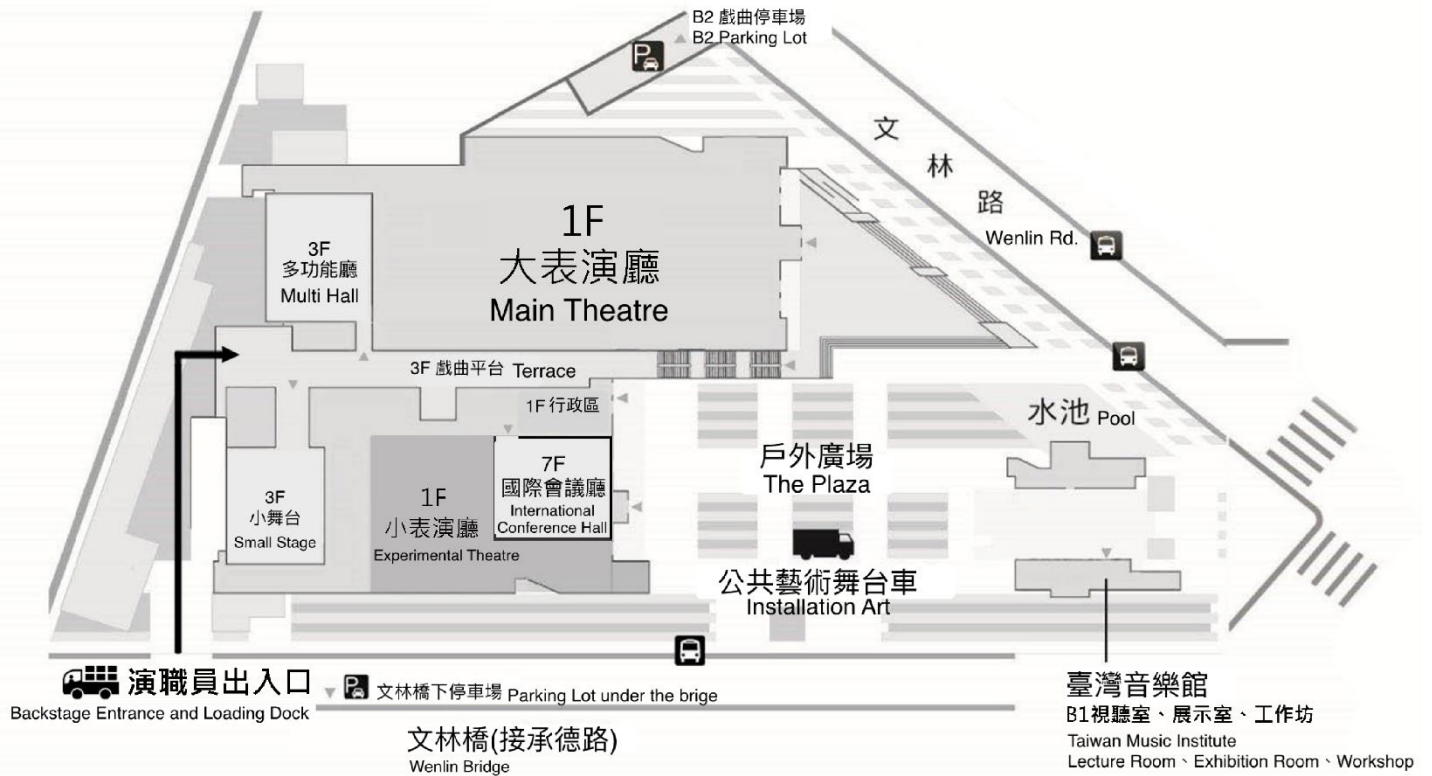 B2 戲曲停車場
B2 Parking Lot
P
文
林
路
Wenlin Rd.
1F
大表演廳
Main Theatre
3F
多功能廳
Multi Hall
3F 戲曲平台 Terrace
1F 行政區
水池 Pool
戶外廣場
The Plaza
7F
國際會議廳
International
Conference Hall
1F
小表演廳
Experimental Theatre
3F
小舞台
Small Stage
公共藝術舞台車
Installation Art
演職員出入口
Backstage Entrance and Loading Dock
P
文林橋下停車場 Parking Lot under the brige
文林橋(接承德路)
Wenlin Bridge
臺灣音樂館
B1視聽室、展示室、工作坊
Taiwan Music Institute
Lecture Room、Exhibition Room、Workshop